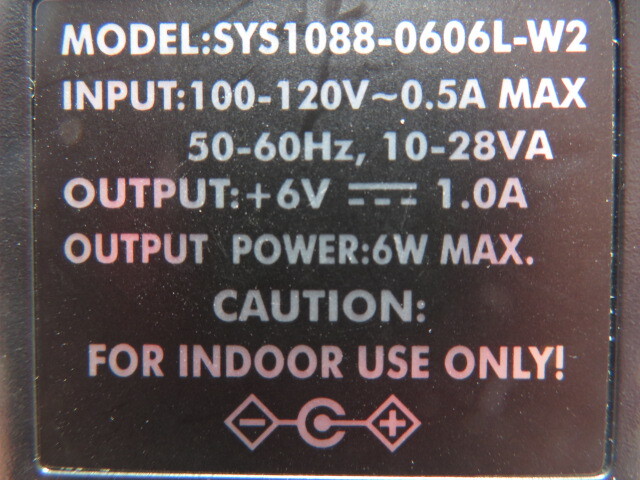 MODEL:SYS1088-0606L-W2
INPUT:100-120V~0.5A MAX
50-60Hz, 10-28VA
OUTPUT:+6V ⎓ 1.0A
OUTPUT POWER:6W MAX.
CAUTION:
FOR INDOOR USE ONLY!